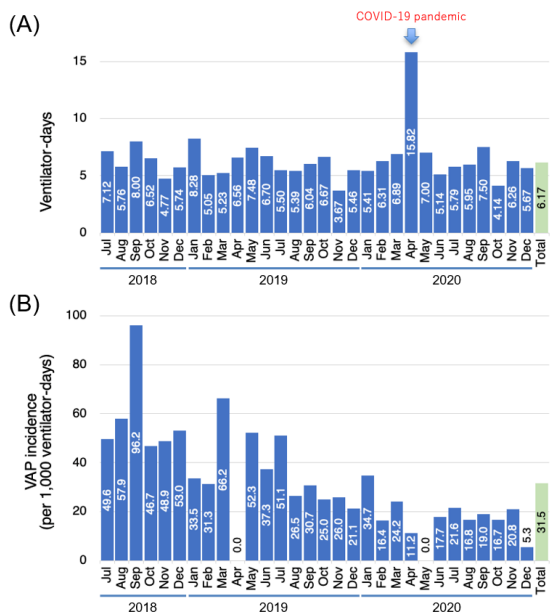 (A)
COVID-19 pandemic
Ventilator-days
15
10
5
0
7.12 5.76 8.00 6.52 4.77 5.74 8.28 5.05 5.23 6.56 7.48 6.70 5.50 5.39 6.04 6.67 3.67 5.46 5.41 6.31 6.89 15.82 7.00 5.14 5.79 5.95 7.50 4.14 6.26 5.67 6.17
Jul Aug Sep Oct Nov Dec Jan Feb Mar Apr May Jun Jul Aug Sep Oct Nov Dec Jan Feb Mar Apr May Jun Jul Aug Sep Oct Nov Dec Total
2018 2019 2020
(B)
VAP incidence
(per 1,000 ventilator-days)
100
80
60
40
20
0
49.6 57.9 96.2 46.7 48.9 53.0 33.5 31.3 66.2 0.0 52.3 37.3 51.1 26.5 30.7 25.0 26.0 21.1 34.7 16.4 24.2 11.2 0.0 17.7 21.6 16.8 19.0 16.7 20.8 5.3 31.5
Jul Aug Sep Oct Nov Dec Jan Feb Mar Apr May Jun Jul Aug Sep Oct Nov Dec Jan Feb Mar Apr May Jun Jul Aug Sep Oct Nov Dec Total
2018 2019 2020